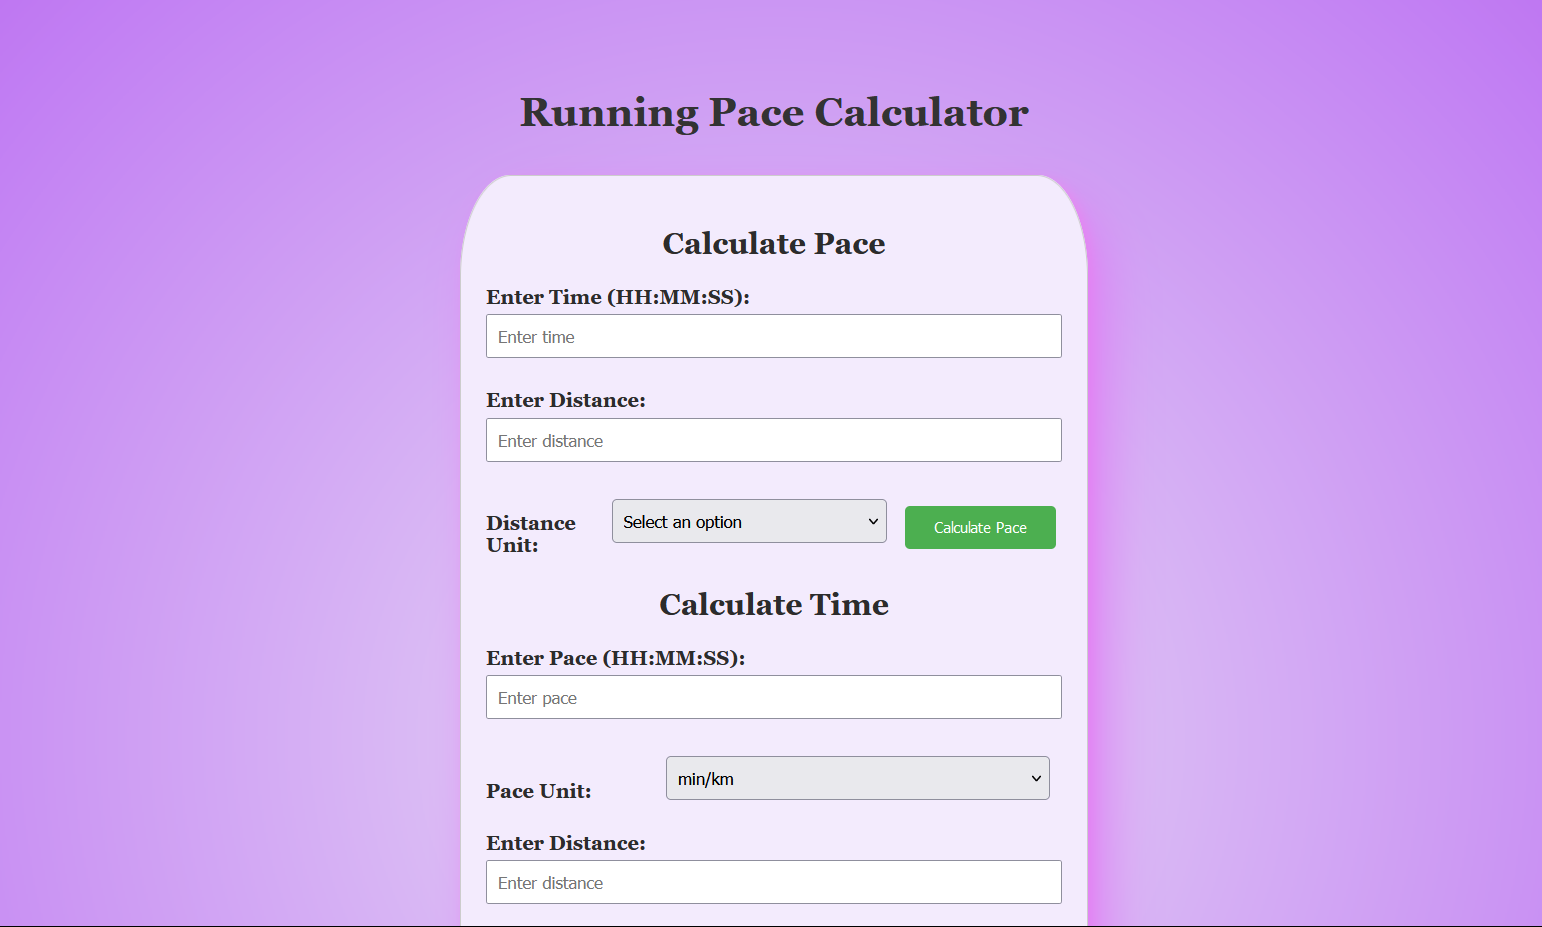 Running Pace Calculator
Calculate Pace
Enter Time (HH:MM:SS):
Enter time
Enter Distance:
Enter distance
Distance
Unit:
Select an option
Calculate Pace
Calculate Time
Enter Pace (HH:MM:SS):
Enter pace
Pace Unit:
min/km
Enter Distance:
Enter distance